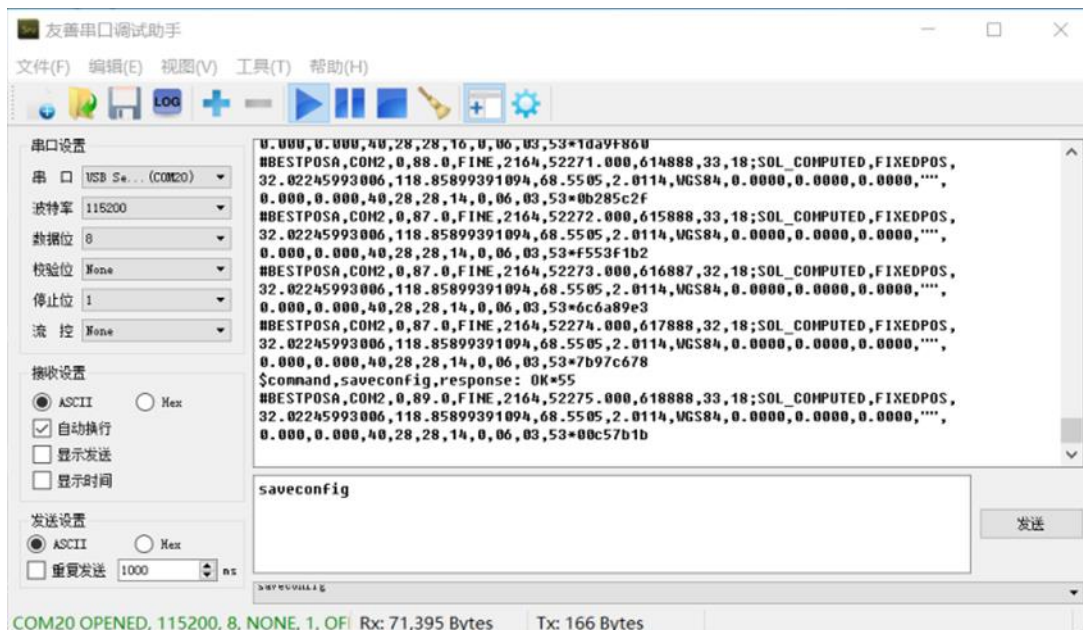 友善串口调试助手
文件(F) 编辑(E) 视图(V) 工具(T) 帮助(H)
LOG
串口设置
串 口 USB Se...(COM20)
波特率 115200
数据位 8
校验位 None
停止位 1
流 控 None
接收设置
ASCII Hex
自动换行
显示发送
显示时间
发送设置
ASCII Hex
重复发送 1000 ms
0.000,0.000,40,28,28,16,0,06,03,53*1da9f860
#BESTPOSA,COM2,0,88.0,FINE,2164,52271.000,614888,33,18;SOL_COMPUTED,FIXEDPOS,
32.02245993006,118.85899391094,68.5505,2.0114,WGS84,0.0000,0.0000,0.0000,"",
0.000,0.000,40,28,28,14,0,06,03,53*0b285c2f
#BESTPOSA,COM2,0,87.0,FINE,2164,52272.000,615888,33,18;SOL_COMPUTED,FIXEDPOS,
32.02245993006,118.85899391094,68.5505,2.0114,WGS84,0.0000,0.0000,0.0000,"",
0.000,0.000,40,28,28,14,0,06,03,53*f553f1b2
#BESTPOSA,COM2,0,87.0,FINE,2164,52273.000,616887,32,18;SOL_COMPUTED,FIXEDPOS,
32.02245993006,118.85899391094,68.5505,2.0114,WGS84,0.0000,0.0000,0.0000,"",
0.000,0.000,40,28,28,14,0,06,03,53*6c6a89e3
#BESTPOSA,COM2,0,87.0,FINE,2164,52274.000,617888,32,18;SOL_COMPUTED,FIXEDPOS,
32.02245993006,118.85899391094,68.5505,2.0114,WGS84,0.0000,0.0000,0.0000,"",
0.000,0.000,40,28,28,14,0,06,03,53*7b97c678
$command,saveconfig,response: OK*55
#BESTPOSA,COM2,0,89.0,FINE,2164,52275.000,618888,33,18;SOL_COMPUTED,FIXEDPOS,
32.02245993006,118.85899391094,68.5505,2.0114,WGS84,0.0000,0.0000,0.0000,"",
0.000,0.000,40,28,28,14,0,06,03,53*00c57b1b
saveconfig
发送
saveconfig
COM20 OPENED, 115200, 8, NONE, 1, OF Rx: 71,395 Bytes Tx: 166 Bytes